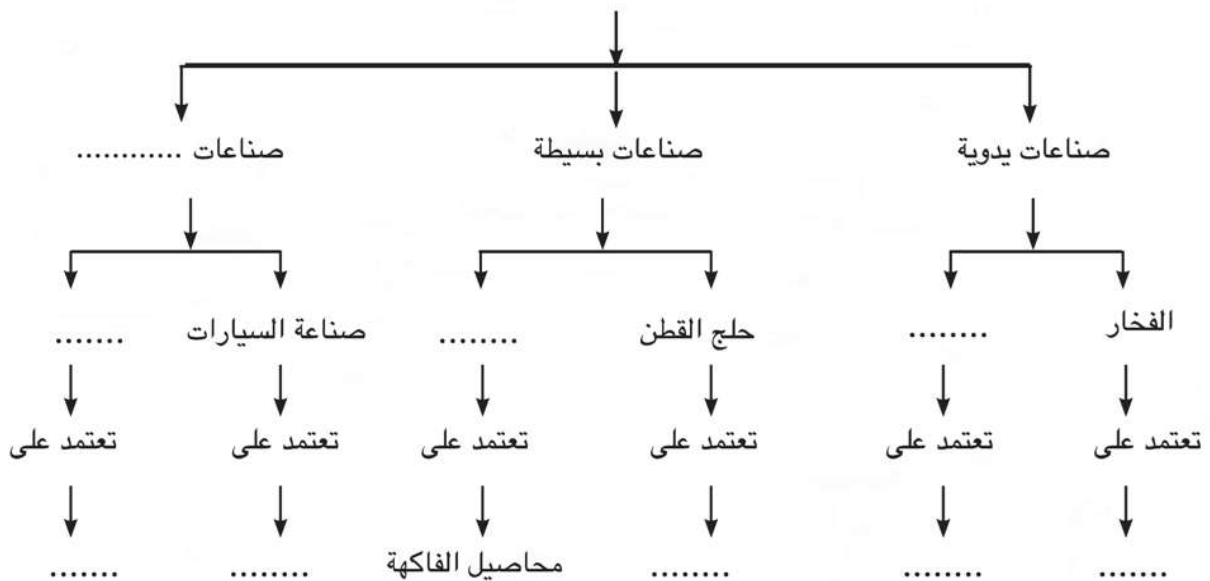 صناعات يدوية
صناعات بسيطة
صناعات ............
الفخار
........
حلج القطن
........
صناعة السيارات
.......
تعتمد على
تعتمد على
تعتمد على
تعتمد على
تعتمد على
تعتمد على
.......
........
........
محاصيل الفاكهة
........
.......